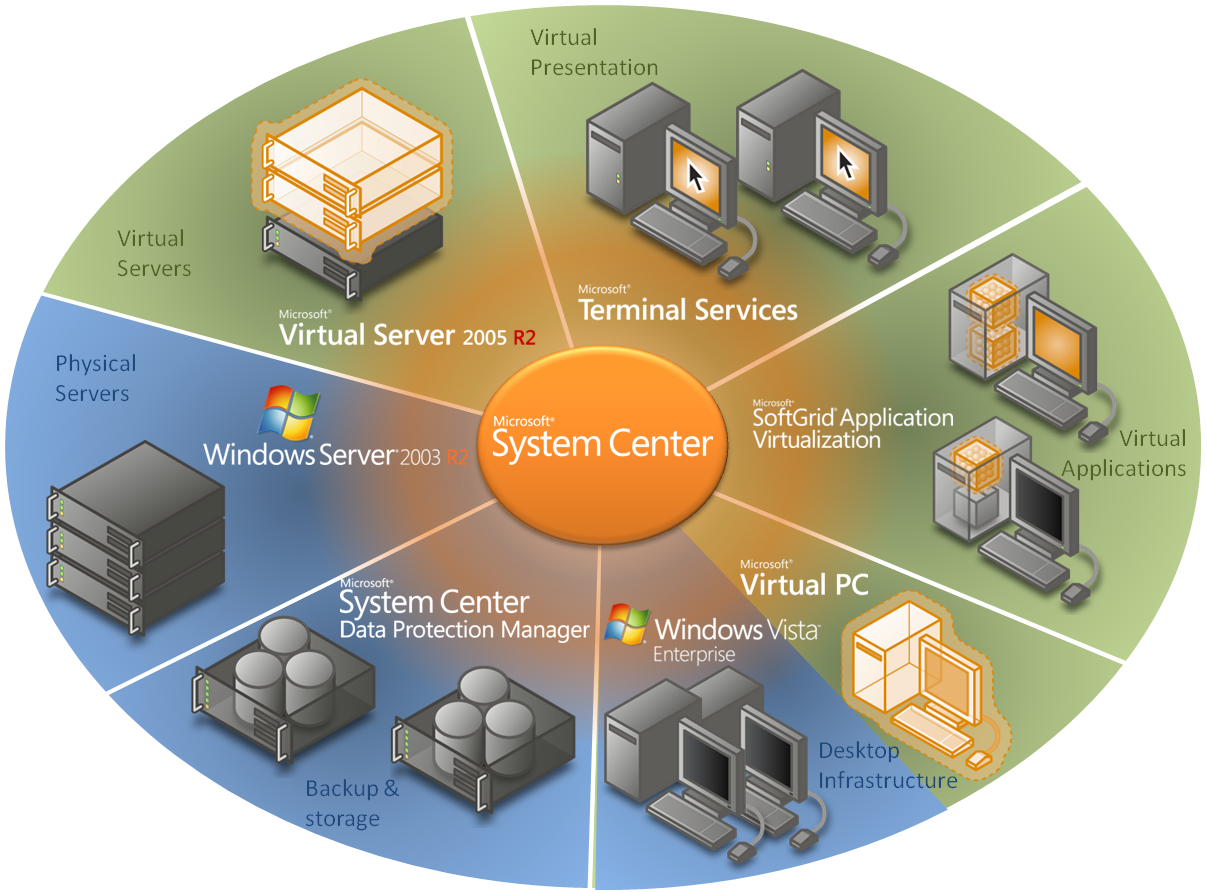 Virtual
Presentation
Microsoft®
Terminal Services
Virtual
Servers
Microsoft®
Virtual Server 2005 R2
Physical
Servers
Windows Server™ 2003 R2
Microsoft®
System Center
Microsoft®
SoftGrid® Application
Virtualization
Virtual
Applications
Microsoft®
System Center
Data Protection Manager
Backup &
storage
Microsoft®
Virtual PC
Windows Vista™
Enterprise
Desktop
Infrastructure